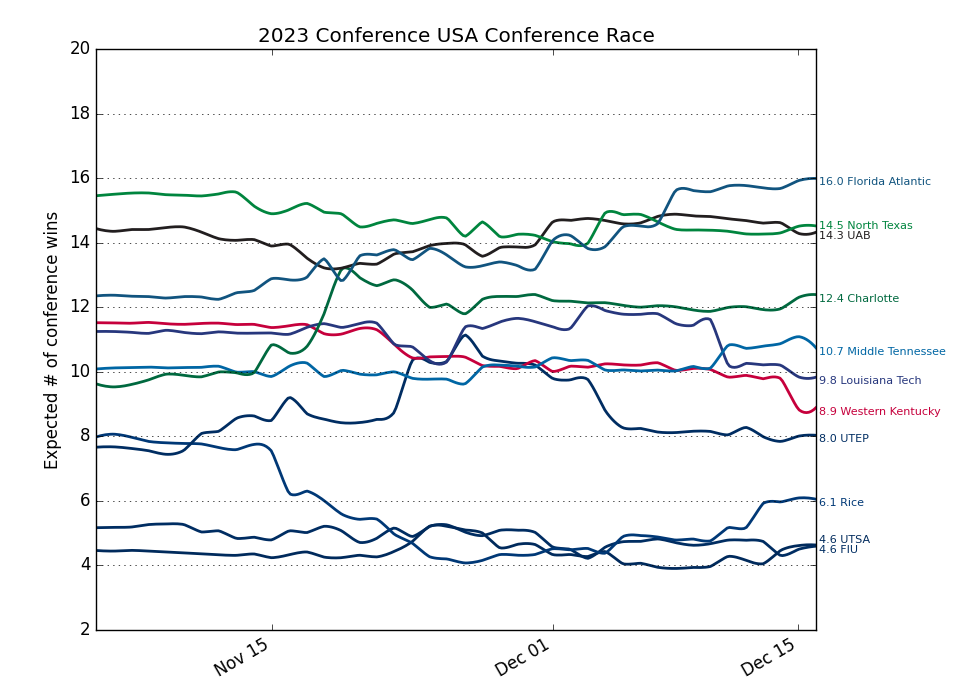 2023 Conference USA Conference Race
Expected # of conference wins
20
18
16
14
12
10
8
6
4
2
Nov 15
Dec 01
Dec 15
16.0 Florida Atlantic
14.5 North Texas
14.3 UAB
12.4 Charlotte
10.7 Middle Tennessee
9.8 Louisiana Tech
8.9 Western Kentucky
8.0 UTEP
6.1 Rice
4.6 UTSA
4.6 FIU